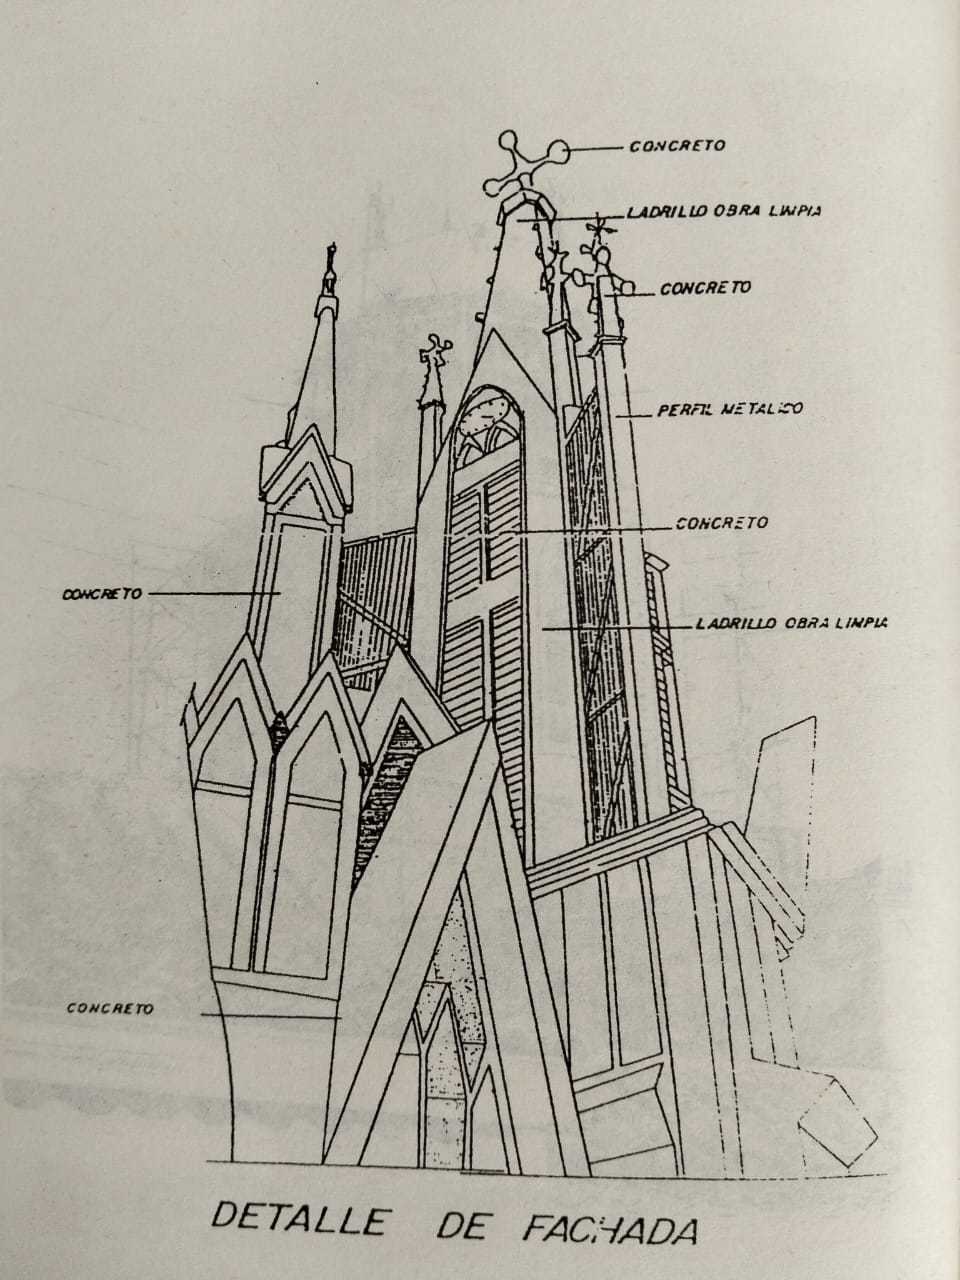 CONCRETO
LADRILLO OBRA LIMPIA
CONCRETO
PERFIL METALICO
CONCRETO
CONCRETO
LADRILLO OBRA LIMPIA
CONCRETO
DETALLE DE FACHADA